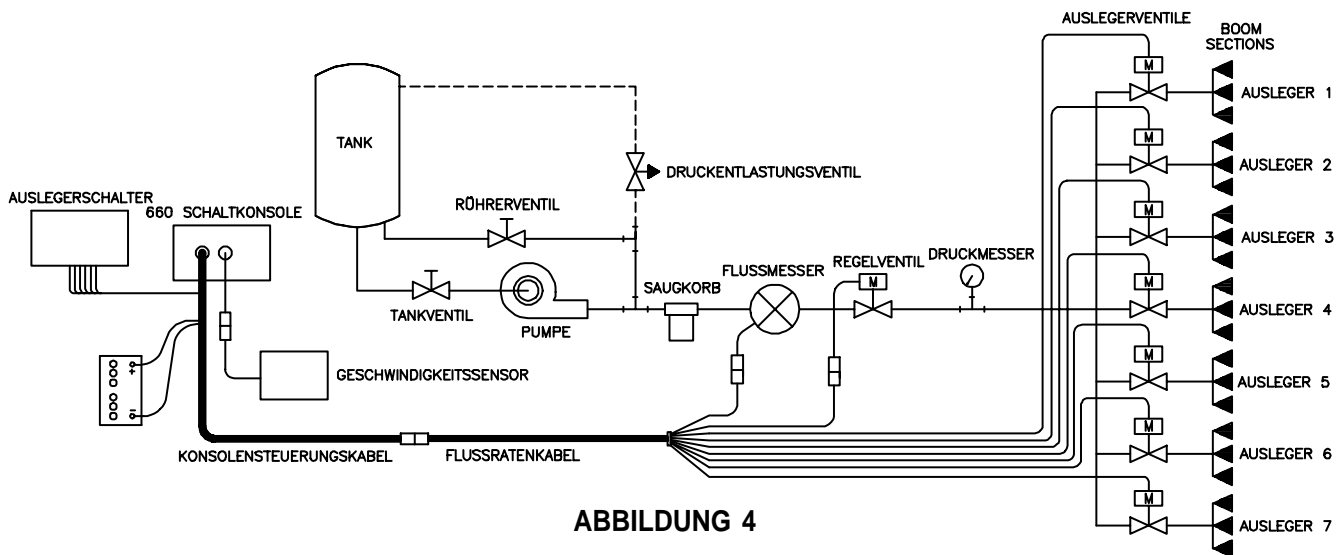 AUSLEGERVENTILE
BOOM
SECTIONS
M
AUSLEGER 1
M
AUSLEGER 2
M
AUSLEGER 3
M
AUSLEGER 4
M
AUSLEGER 5
M
AUSLEGER 6
M
AUSLEGER 7
TANK
DRUCKENTLASTUNGSVENTIL
RÖHRERVENTIL
AUSLEGERSCHALTER
660 SCHALTKONSOLE
TANKVENTIL
PUMPE
SAUGKORB
FLUSSMESSER
REGELVENTIL
M
DRUCKMESSER
+
−
GESCHWINDIGKEITSSENSOR
KONSOLENSTEUERUNGSKABEL
FLUSSRATENKABEL
ABBILDUNG 4